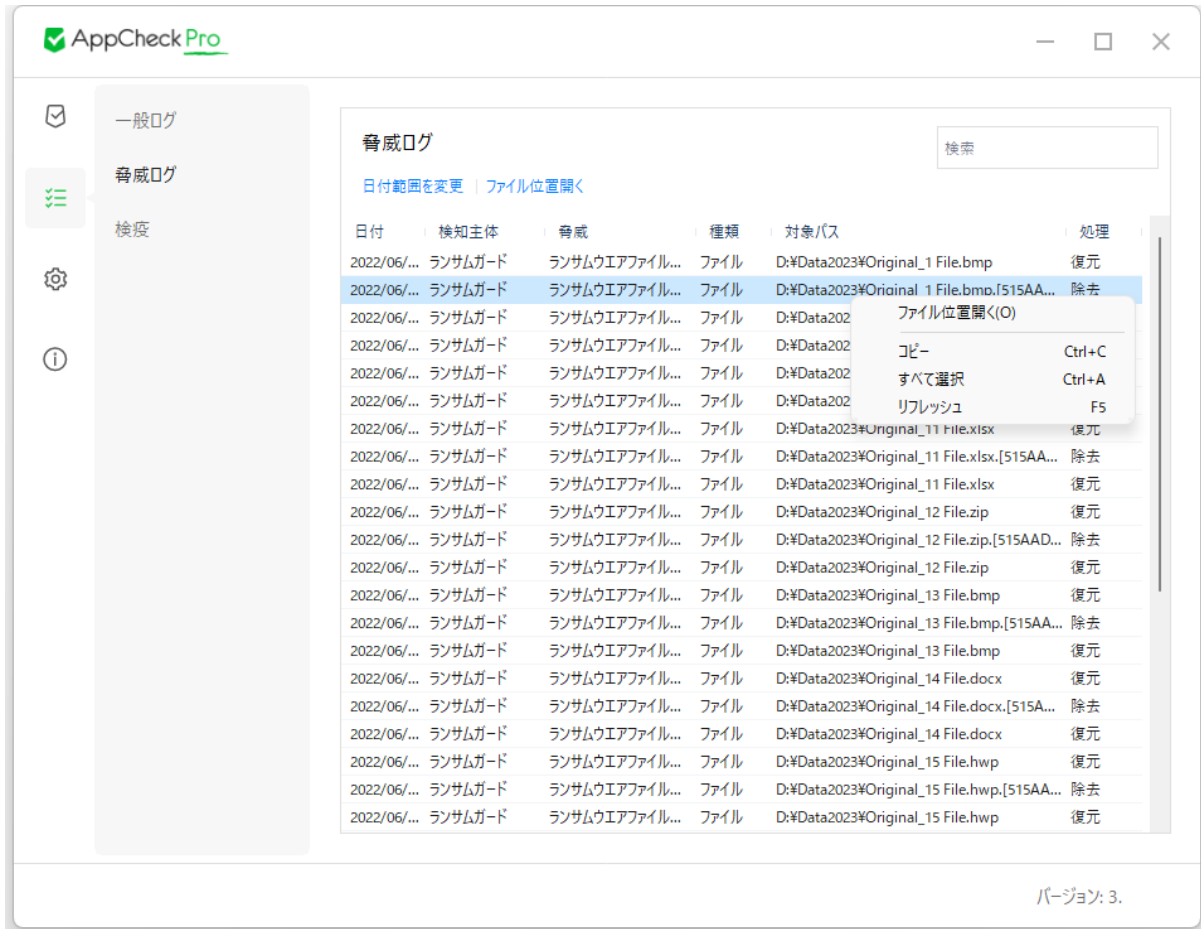 AppCheck Pro
一般ログ
脅威ログ
検疫
脅威ログ
検索
日付範囲を変更 ファイル位置開く
日付 検知主体 脅威 種類 対象パス 処理
2022/06/... ランサムガード ランサムウエアファイル... ファイル D:¥Data2023¥Original_1 File.bmp 復元
2022/06/... ランサムガード ランサムウエアファイル... ファイル D:¥Data2023¥Original_1 File.bmp.[515AA... 除去
2022/06/... ランサムガード ランサムウエアファイル... ファイル D:¥Data202
2022/06/... ランサムガード ランサムウエアファイル... ファイル D:¥Data202
2022/06/... ランサムガード ランサムウエアファイル... ファイル D:¥Data202
2022/06/... ランサムガード ランサムウエアファイル... ファイル D:¥Data202
ファイル位置開く(O)
コピー Ctrl+C
すべて選択 Ctrl+A
リフレッシュ F5
2022/06/... ランサムガード ランサムウエアファイル... ファイル D:¥Data2023¥Original_11 File.xlsx 復元
2022/06/... ランサムガード ランサムウエアファイル... ファイル D:¥Data2023¥Original_11 File.xlsx.[515AA... 除去
2022/06/... ランサムガード ランサムウエアファイル... ファイル D:¥Data2023¥Original_11 File.xlsx 復元
2022/06/... ランサムガード ランサムウエアファイル... ファイル D:¥Data2023¥Original_12 File.zip 復元
2022/06/... ランサムガード ランサムウエアファイル... ファイル D:¥Data2023¥Original_12 File.zip.[515AAD... 除去
2022/06/... ランサムガード ランサムウエアファイル... ファイル D:¥Data2023¥Original_12 File.zip 復元
2022/06/... ランサムガード ランサムウエアファイル... ファイル D:¥Data2023¥Original_13 File.bmp 復元
2022/06/... ランサムガード ランサムウエアファイル... ファイル D:¥Data2023¥Original_13 File.bmp.[515AA... 除去
2022/06/... ランサムガード ランサムウエアファイル... ファイル D:¥Data2023¥Original_13 File.bmp 復元
2022/06/... ランサムガード ランサムウエアファイル... ファイル D:¥Data2023¥Original_14 File.docx 復元
2022/06/... ランサムガード ランサムウエアファイル... ファイル D:¥Data2023¥Original_14 File.docx.[515A... 除去
2022/06/... ランサムガード ランサムウエアファイル... ファイル D:¥Data2023¥Original_14 File.docx 復元
2022/06/... ランサムガード ランサムウエアファイル... ファイル D:¥Data2023¥Original_15 File.hwp 復元
2022/06/... ランサムガード ランサムウエアファイル... ファイル D:¥Data2023¥Original_15 File.hwp.[515AA... 除去
2022/06/... ランサムガード ランサムウエアファイル... ファイル D:¥Data2023¥Original_15 File.hwp 復元
バージョン: 3.